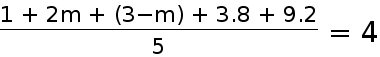 1 + 2m + (3−m) + 3.8 + 9.2
5
= 4